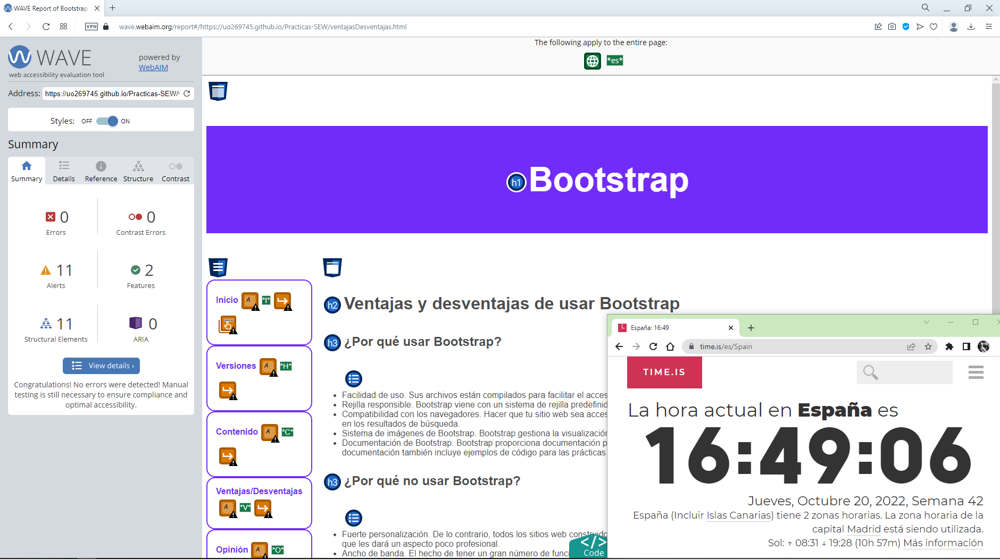 WAVE Report of Bootstrap
VPN
wave.webaim.org/report#/https://uo269745.github.io/Practicas-SEW/ventajasDesventajas.html
WAVE
web accessibility evaluation tool
powered by
WebAIM
Address: https://uo269745.github.io/Practicas-SEW/v
Styles: OFF ON
Summary
Summary Details Reference Structure Contrast
0 Errors
0 Contrast Errors
11 Alerts
2 Features
11 Structural Elements
0 ARIA
View details ›
Congratulations! No errors were detected! Manual
testing is still necessary to ensure compliance and
optimal accessibility.
The following apply to the entire page:
*es*
h1 Bootstrap
Inicio A *I*
Versiones A *H*
Contenido A *C*
Ventajas/Desventajas
A *V*
Opinión A *O*
h2 Ventajas y desventajas de usar Bootstrap
h3 ¿Por qué usar Bootstrap?
Facilidad de uso. Sus archivos están compilados para facilitar el acces
Rejilla responsible. Bootstrap viene con un sistema de rejilla predefinid
Compatibilidad con los navegadores. Hacer que tu sitio web sea acces
en los resultados de búsqueda.
Sistema de imágenes de Bootstrap. Bootstrap gestiona la visualización
Documentación de Bootstrap. Bootstrap proporciona documentación p
documentación también incluye ejemplos de código para las prácticas
h3 ¿Por qué no usar Bootstrap?
Fuerte personalización. De lo contrario, todos los sitios web construido
que les dará un aspecto poco profesional.
Ancho de banda. El hecho de tener un gran número de funci
</> Code
España: 16:49
time.is/es/Spain
TIME.IS
La hora actual en España es
16:49:06
Jueves, Octubre 20, 2022, Semana 42
España (Incluir Islas Canarias) tiene 2 zonas horarias. La zona horaria de la
capital Madrid está siendo utilizada.
Sol: ↑ 08:31 ↓ 19:28 (10h 57m) Más información